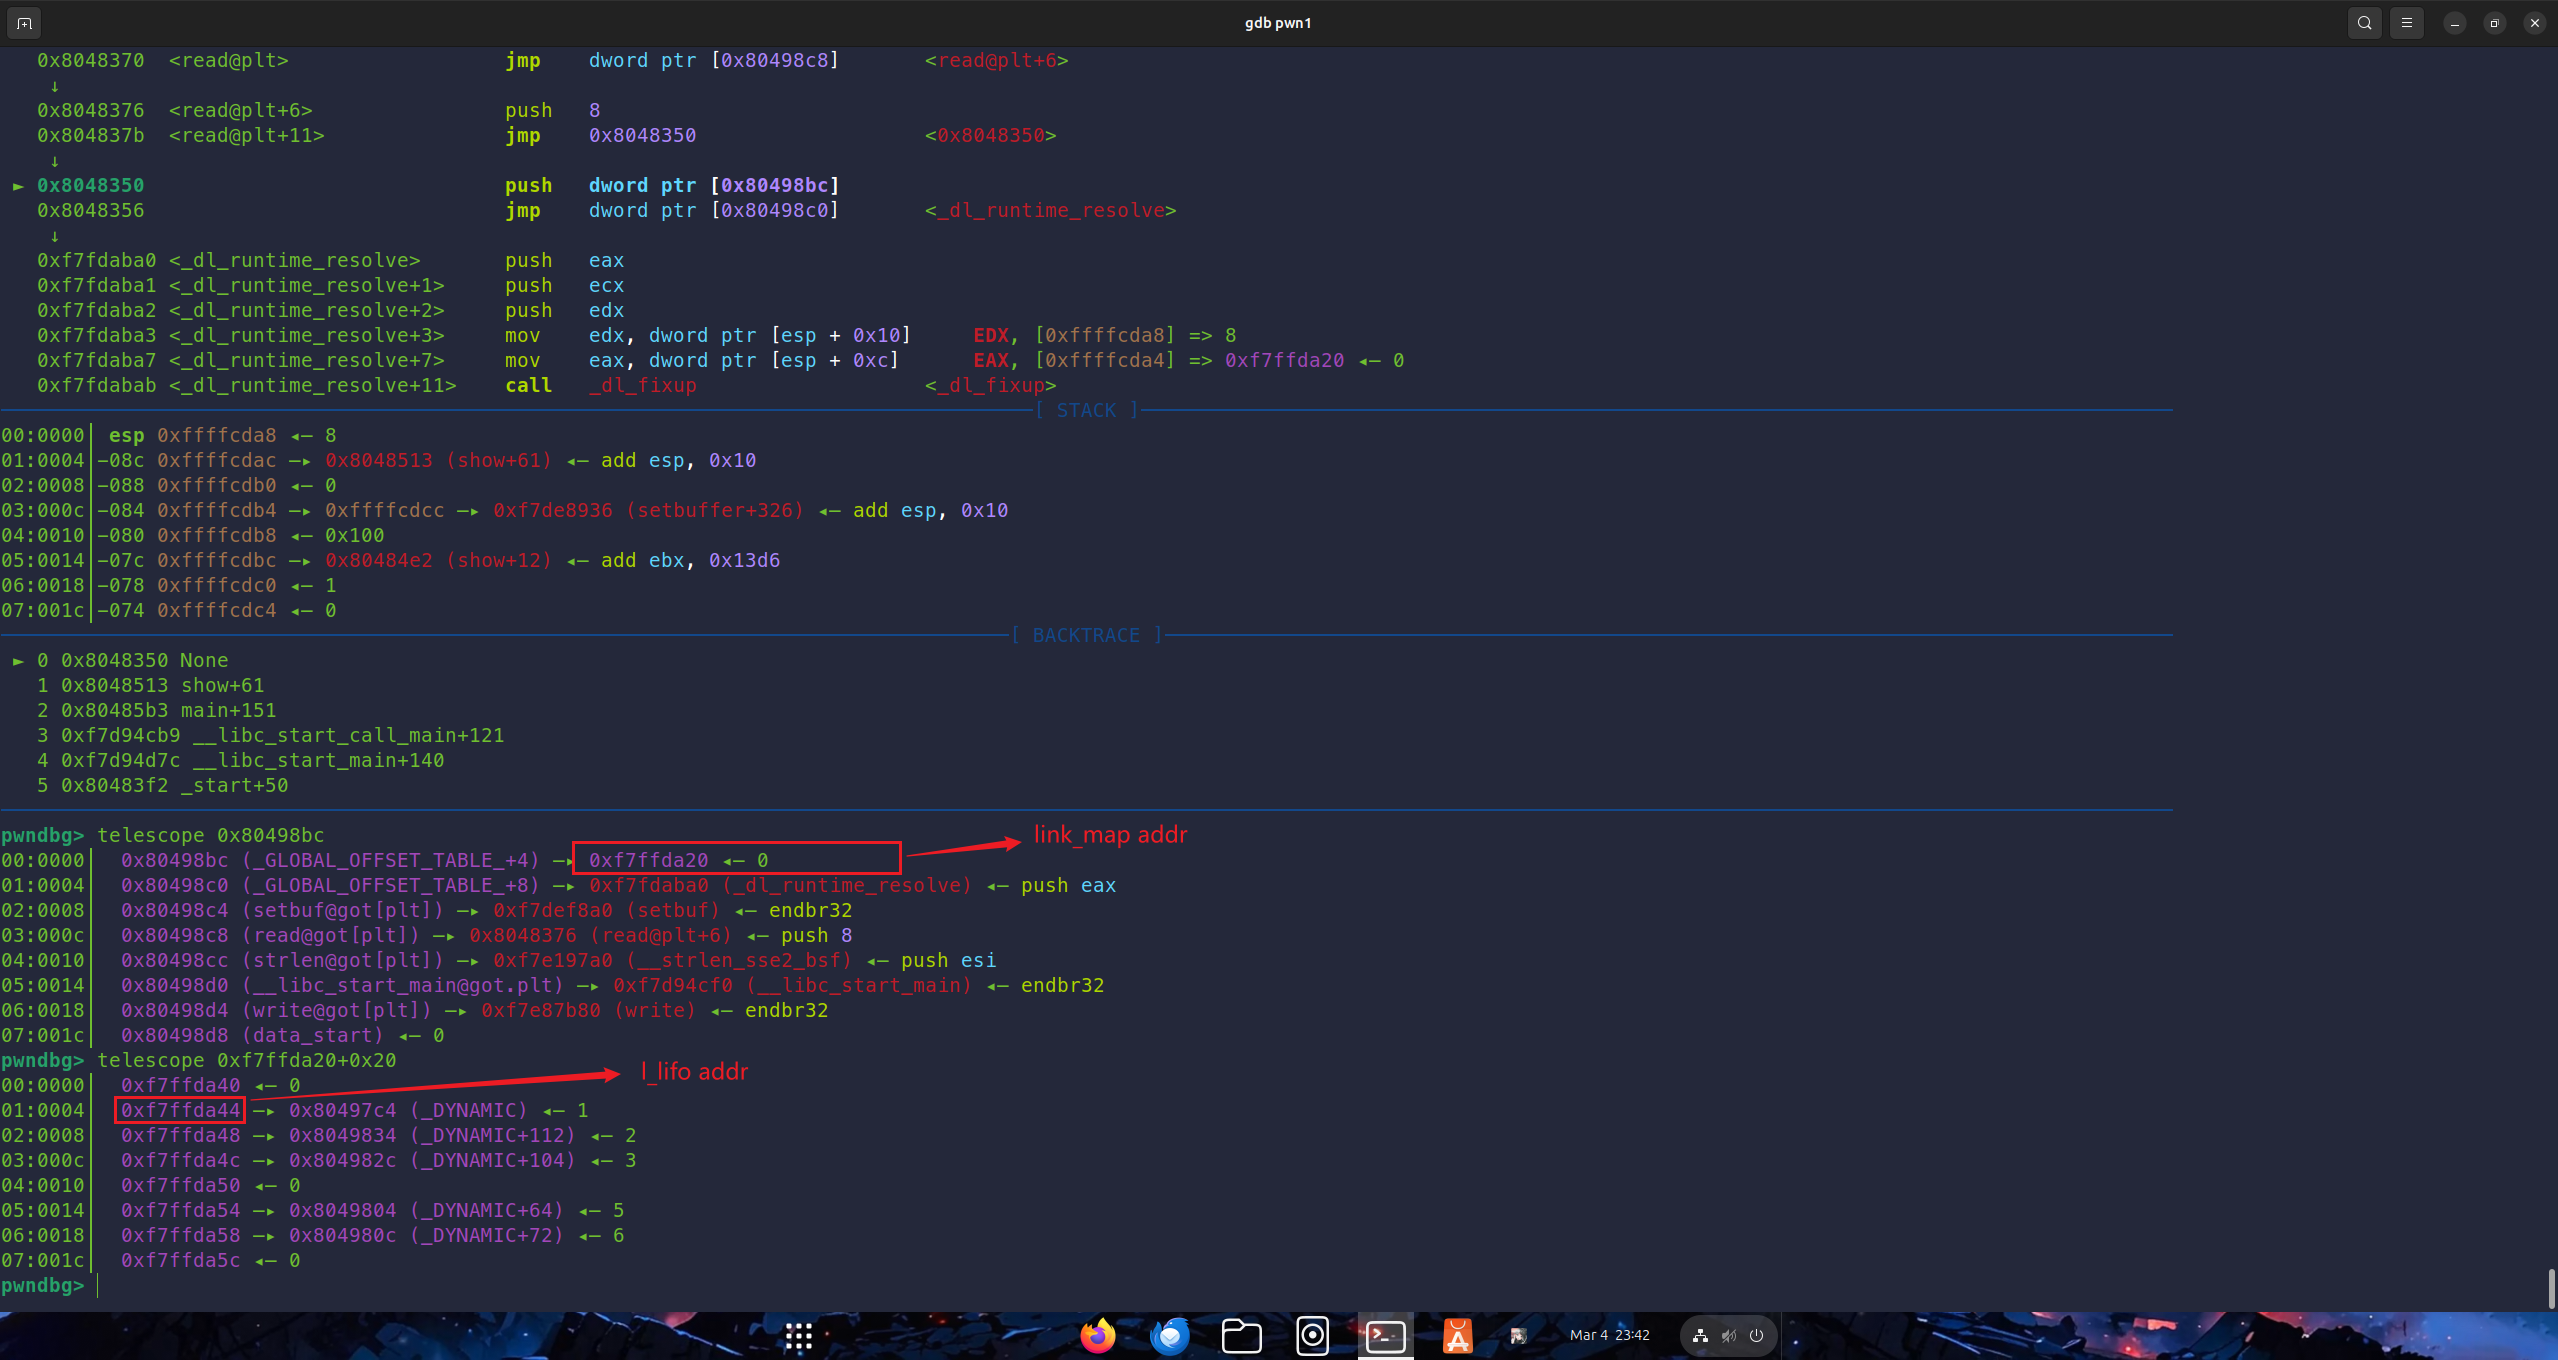 gdb pwn1
0x8048370 <read@plt> jmp dword ptr [0x80498c8] <read@plt+6>
↓
0x8048376 <read@plt+6> push 8
0x804837b <read@plt+11> jmp 0x8048350 <0x8048350>
↓
► 0x8048350 push dword ptr [0x80498bc]
0x8048356 jmp dword ptr [0x80498c0] <_dl_runtime_resolve>
↓
0xf7fdaba0 <_dl_runtime_resolve> push eax
0xf7fdaba1 <_dl_runtime_resolve+1> push ecx
0xf7fdaba2 <_dl_runtime_resolve+2> push edx
0xf7fdaba3 <_dl_runtime_resolve+3> mov edx, dword ptr [esp + 0x10] EDX, [0xffffcda8] => 8
0xf7fdaba7 <_dl_runtime_resolve+7> mov eax, dword ptr [esp + 0xc] EAX, [0xffffcda4] => 0xf7ffda20 ◂— 0
0xf7fdabab <_dl_runtime_resolve+11> call _dl_fixup <_dl_fixup>
[ STACK ]
00:0000│ esp 0xffffcda8 ◂— 8
01:0004│-08c 0xffffcdac —▸ 0x8048513 (show+61) ◂— add esp, 0x10
02:0008│-088 0xffffcdb0 ◂— 0
03:000c│-084 0xffffcdb4 —▸ 0xffffcdcc —▸ 0xf7de8936 (setbuffer+326) ◂— add esp, 0x10
04:0010│-080 0xffffcdb8 ◂— 0x100
05:0014│-07c 0xffffcdbc —▸ 0x80484e2 (show+12) ◂— add ebx, 0x13d6
06:0018│-078 0xffffcdc0 ◂— 1
07:001c│-074 0xffffcdc4 ◂— 0
[ BACKTRACE ]
► 0 0x8048350 None
1 0x8048513 show+61
2 0x80485b3 main+151
3 0xf7d94cb9 __libc_start_call_main+121
4 0xf7d94d7c __libc_start_main+140
5 0x80483f2 _start+50
pwndbg> telescope 0x80498bc
link_map addr
00:0000│ 0x80498bc (_GLOBAL_OFFSET_TABLE_+4) —▸ 0xf7ffda20 ◂— 0
01:0004│ 0x80498c0 (_GLOBAL_OFFSET_TABLE_+8) —▸ 0xf7fdaba0 (_dl_runtime_resolve) ◂— push eax
02:0008│ 0x80498c4 (setbuf@got[plt]) —▸ 0xf7def8a0 (setbuf) ◂— endbr32
03:000c│ 0x80498c8 (read@got[plt]) —▸ 0x8048376 (read@plt+6) ◂— push 8
04:0010│ 0x80498cc (strlen@got[plt]) —▸ 0xf7e197a0 (__strlen_sse2_bsf) ◂— push esi
05:0014│ 0x80498d0 (__libc_start_main@got.plt) —▸ 0xf7d94cf0 (__libc_start_main) ◂— endbr32
06:0018│ 0x80498d4 (write@got[plt]) —▸ 0xf7e87b80 (write) ◂— endbr32
07:001c│ 0x80498d8 (data_start) ◂— 0
pwndbg> telescope 0xf7ffda20+0x20
l_lifo addr
00:0000│ 0xf7ffda40 ◂— 0
01:0004│ 0xf7ffda44 —▸ 0x80497c4 (_DYNAMIC) ◂— 1
02:0008│ 0xf7ffda48 —▸ 0x8049834 (_DYNAMIC+112) ◂— 2
03:000c│ 0xf7ffda4c —▸ 0x804982c (_DYNAMIC+104) ◂— 3
04:0010│ 0xf7ffda50 ◂— 0
05:0014│ 0xf7ffda54 —▸ 0x8049804 (_DYNAMIC+64) ◂— 5
06:0018│ 0xf7ffda58 —▸ 0x804980c (_DYNAMIC+72) ◂— 6
07:001c│ 0xf7ffda5c ◂— 0
pwndbg>
Mar 4 23:42